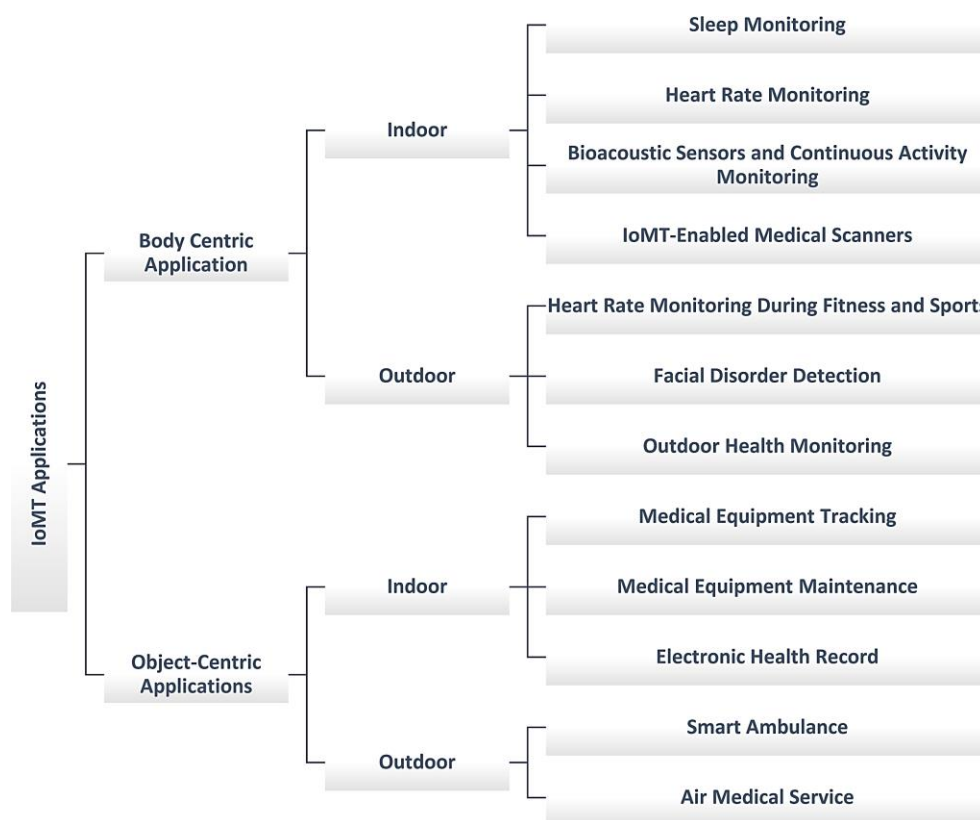 IoMT Applications
Body Centric
Application
Indoor
Sleep Monitoring
Heart Rate Monitoring
Bioacoustic Sensors and Continuous Activity
Monitoring
IoMT-Enabled Medical Scanners
Outdoor
Heart Rate Monitoring During Fitness and Sports
Facial Disorder Detection
Outdoor Health Monitoring
Object-Centric
Applications
Indoor
Medical Equipment Tracking
Medical Equipment Maintenance
Electronic Health Record
Outdoor
Smart Ambulance
Air Medical Service